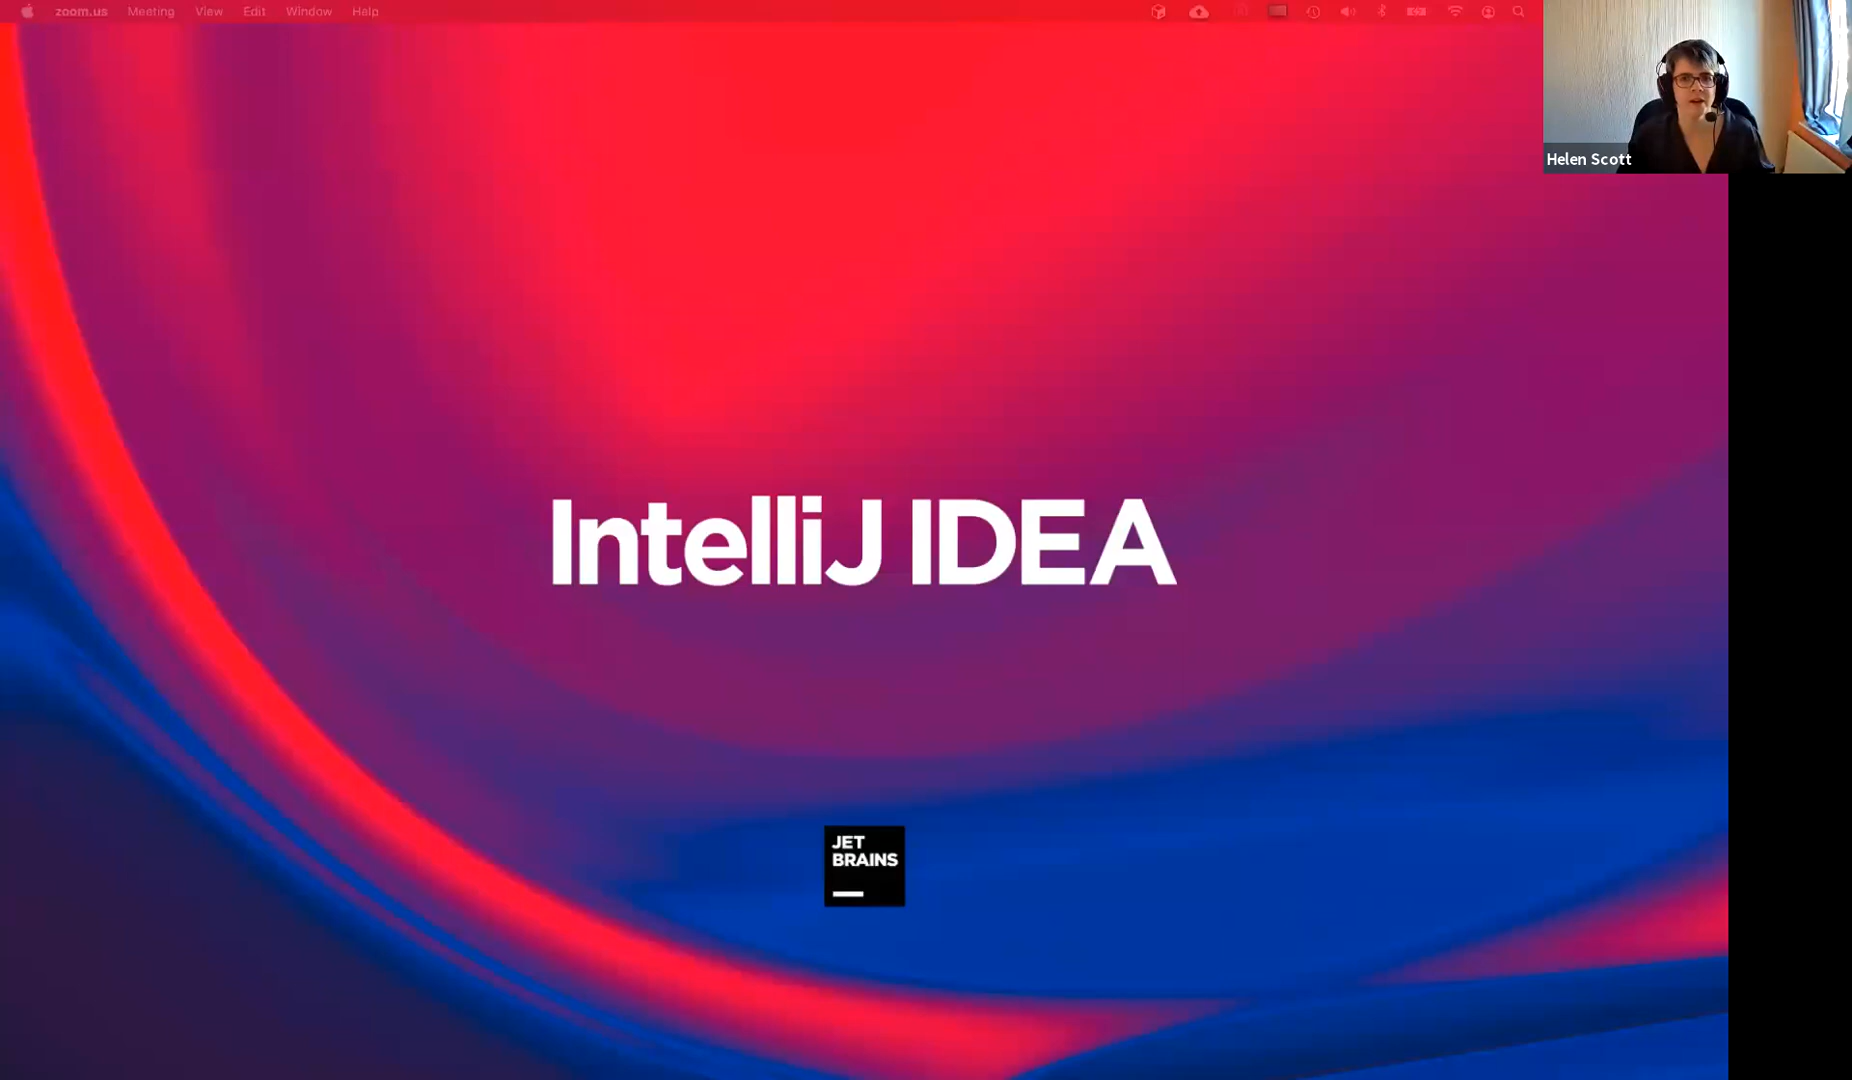 zoom.us Meeting View Edit Window Help
Helen Scott
IntelliJ IDEA
JET
BRAINS